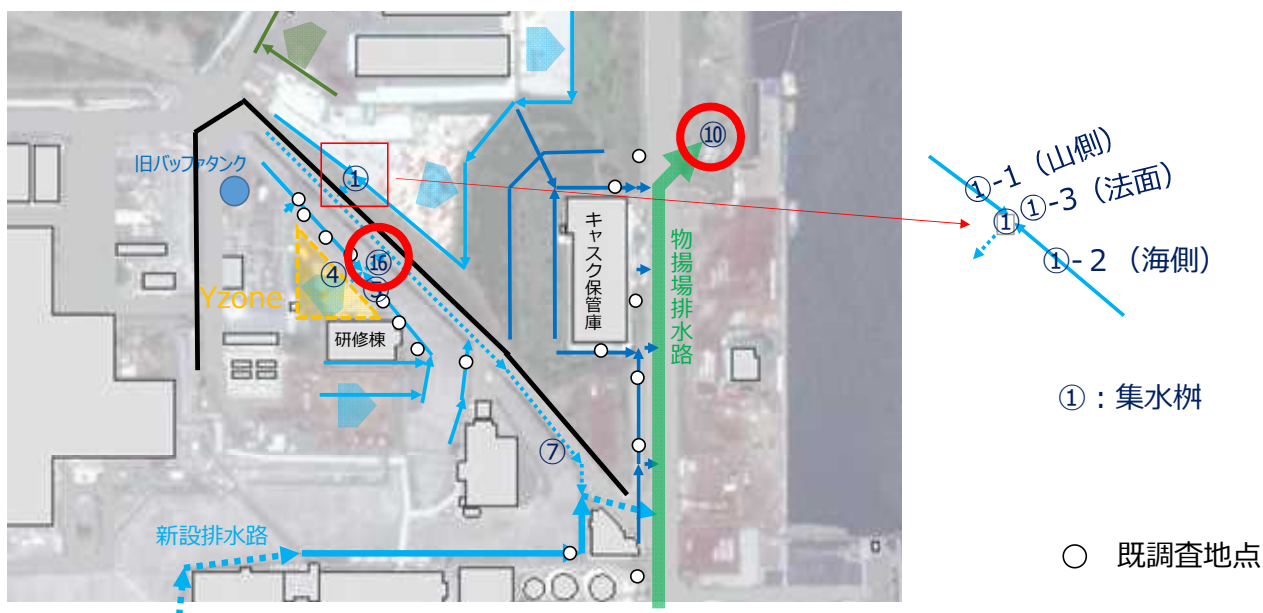 ⑩
旧バッファタンク
①
⑯
④
⑤
Yzone
研修棟
キャスク保管庫
物揚場排水路
⑦
新設排水路
①-1（山側）
①-3（法面）
①
①-2（海側）
①：集水桝
○ 既調査地点